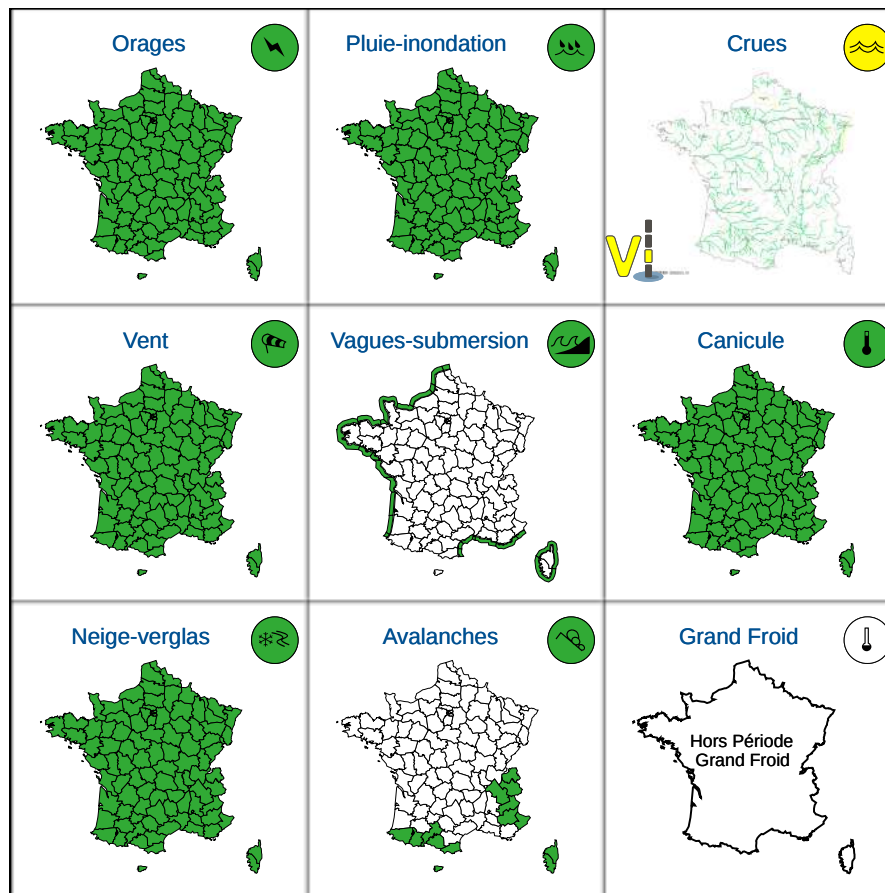 Orages
Pluie-inondation
Crues
Vent
Vagues-submersion
Canicule
Neige-verglas
Avalanches
Grand Froid
Hors Période
Grand Froid